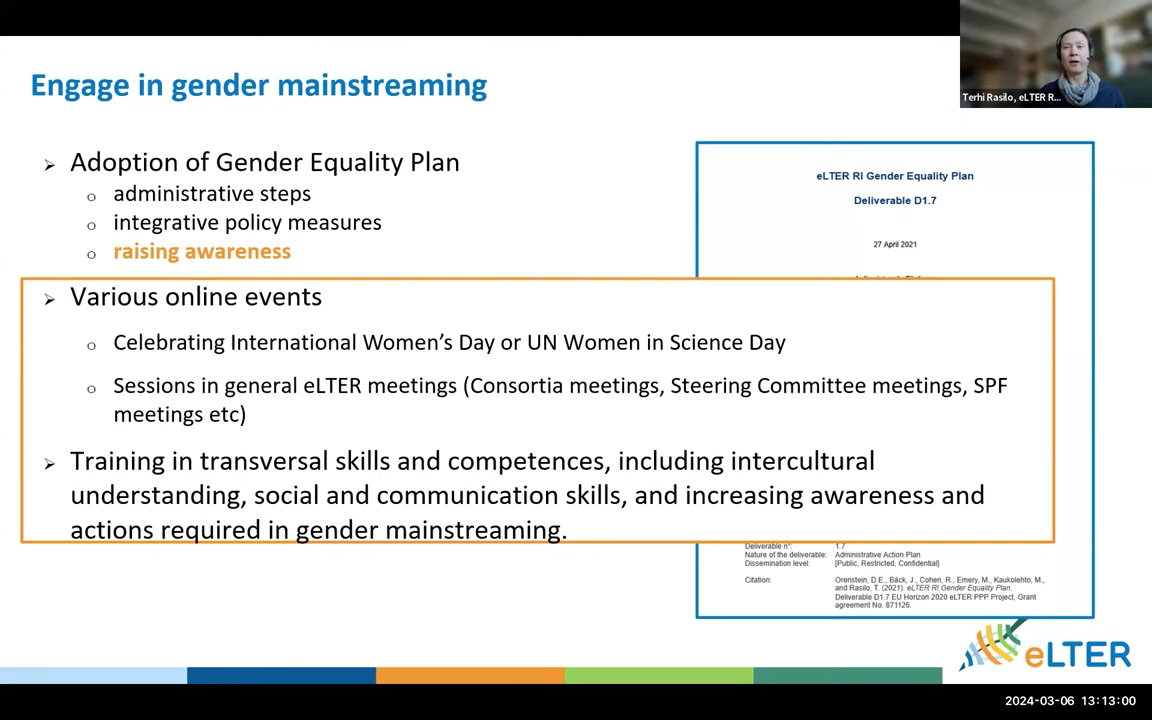 Engage in gender mainstreaming
Terhi Rasilo, eLTER R...
➢ Adoption of Gender Equality Plan
o administrative steps
o integrative policy measures
o raising awareness
➢ Various online events
o Celebrating International Women's Day or UN Women in Science Day
o Sessions in general eLTER meetings (Consortia meetings, Steering Committee meetings, SPF
meetings etc)
➢ Training in transversal skills and competences, including intercultural
understanding, social and communication skills, and increasing awareness and
actions required in gender mainstreaming.
eLTER RI Gender Equality Plan
Deliverable D1.7
27 April 2021
Deliverable n°: 1.7
Nature of the deliverable: Administrative Action Plan
Dissemination level: [Public, Restricted, Confidential]
Citation: Orenstein, D.E., Bäck, J., Cohen, R., Emery, M., Kaukolehto, M.,
and Rasilo, T. (2021). eLTER RI Gender Equality Plan.
Deliverable D1.7 EU Horizon 2020 eLTER PPP Project, Grant
agreement No. 871126.
eLTER
2024-03-06 13:13:00